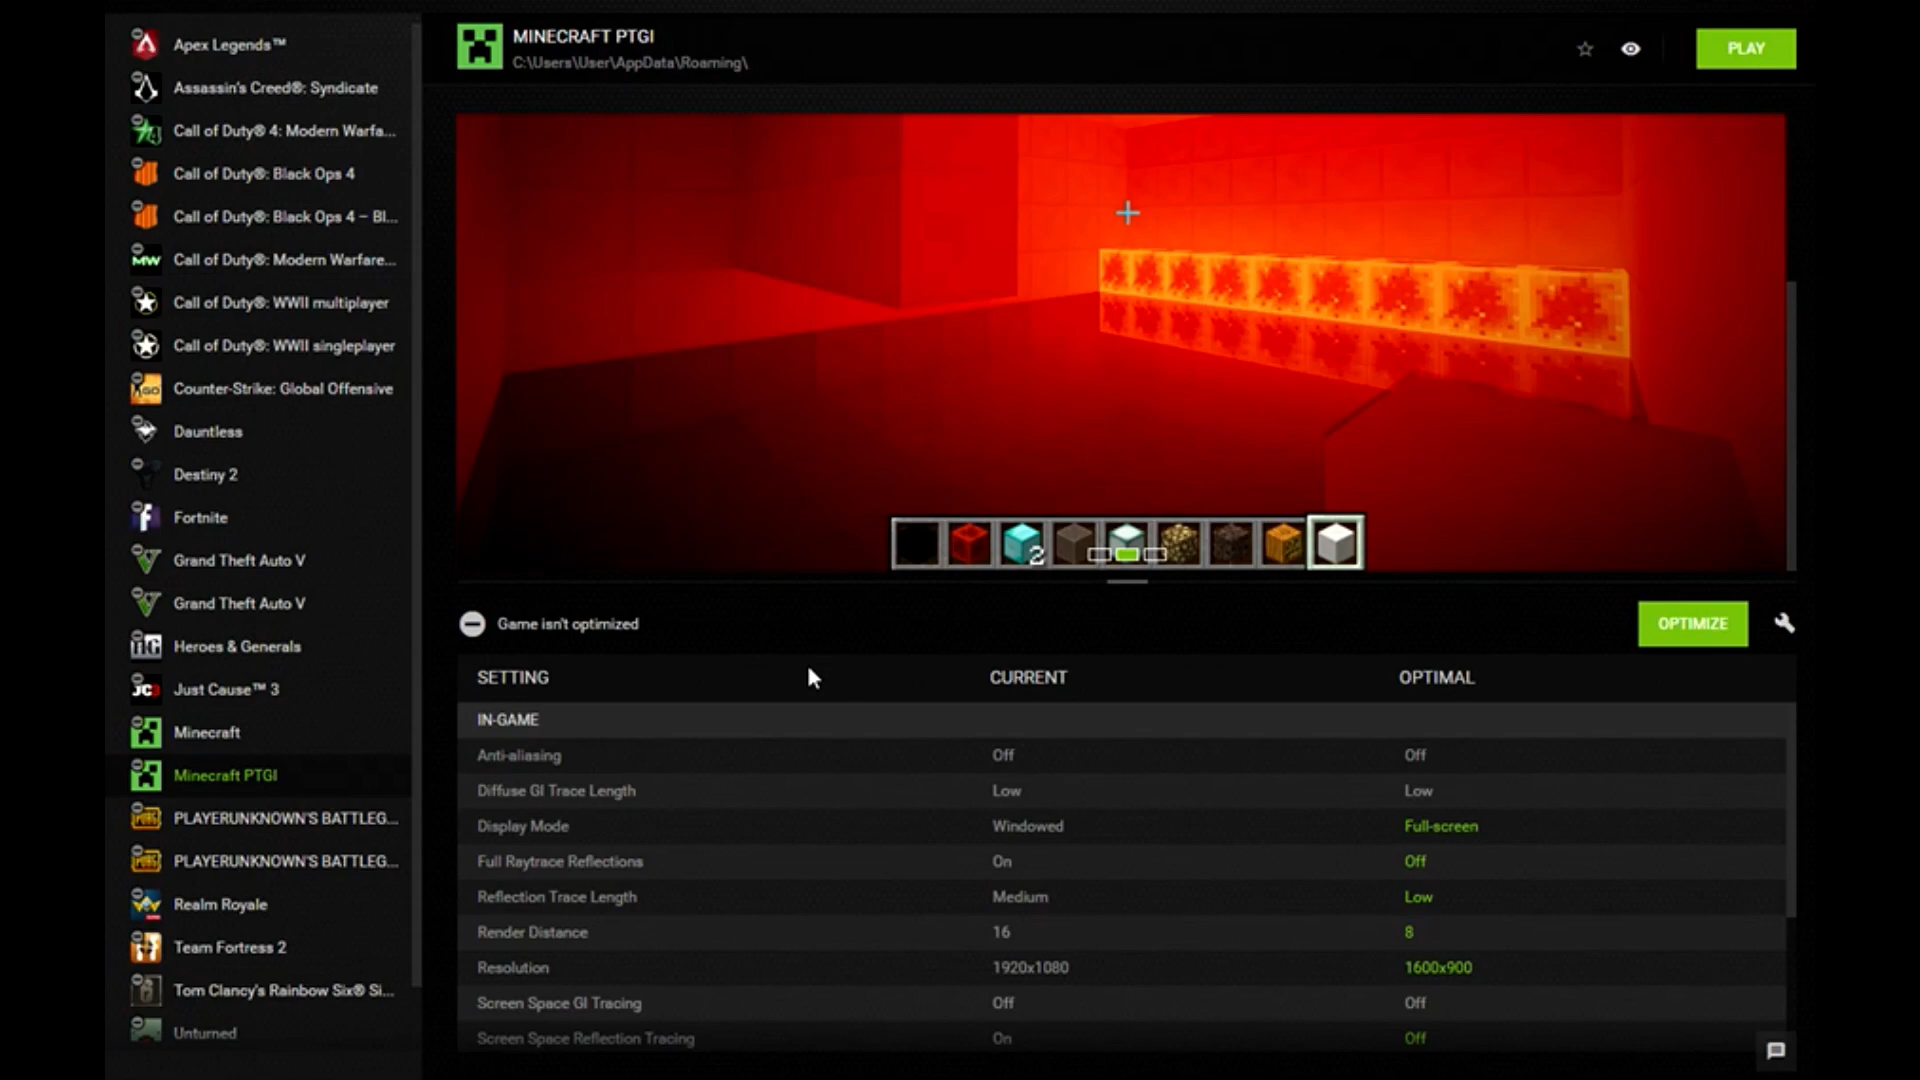 Apex Legends™
Assassin's Creed®: Syndicate
Call of Duty® 4: Modern Warfa...
Call of Duty®: Black Ops 4
Call of Duty®: Black Ops 4 – Bl...
MW
Call of Duty®: Modern Warfare...
Call of Duty®: WWII multiplayer
Call of Duty®: WWII singleplayer
GO
Counter-Strike: Global Offensive
Dauntless
Destiny 2
Fortnite
Grand Theft Auto V
Grand Theft Auto V
Heroes & Generals
JC3
Just Cause™ 3
Minecraft
Minecraft PTGI
PUBG
PLAYERUNKNOWN'S BATTLEG...
PUBG
PLAYERUNKNOWN'S BATTLEG...
Realm Royale
Team Fortress 2
Tom Clancy's Rainbow Six® Si...
Unturned
MINECRAFT PTGI
C:\Users\User\AppData\Roaming\
PLAY
2
Game isn't optimized
OPTIMIZE
SETTING CURRENT OPTIMAL
IN-GAME
Anti-aliasing Off Off
Diffuse GI Trace Length Low Low
Display Mode Windowed Full-screen
Full Raytrace Reflections On Off
Reflection Trace Length Medium Low
Render Distance 16 8
Resolution 1920x1080 1600x900
Screen Space GI Tracing Off Off
Screen Space Reflection Tracing On Off